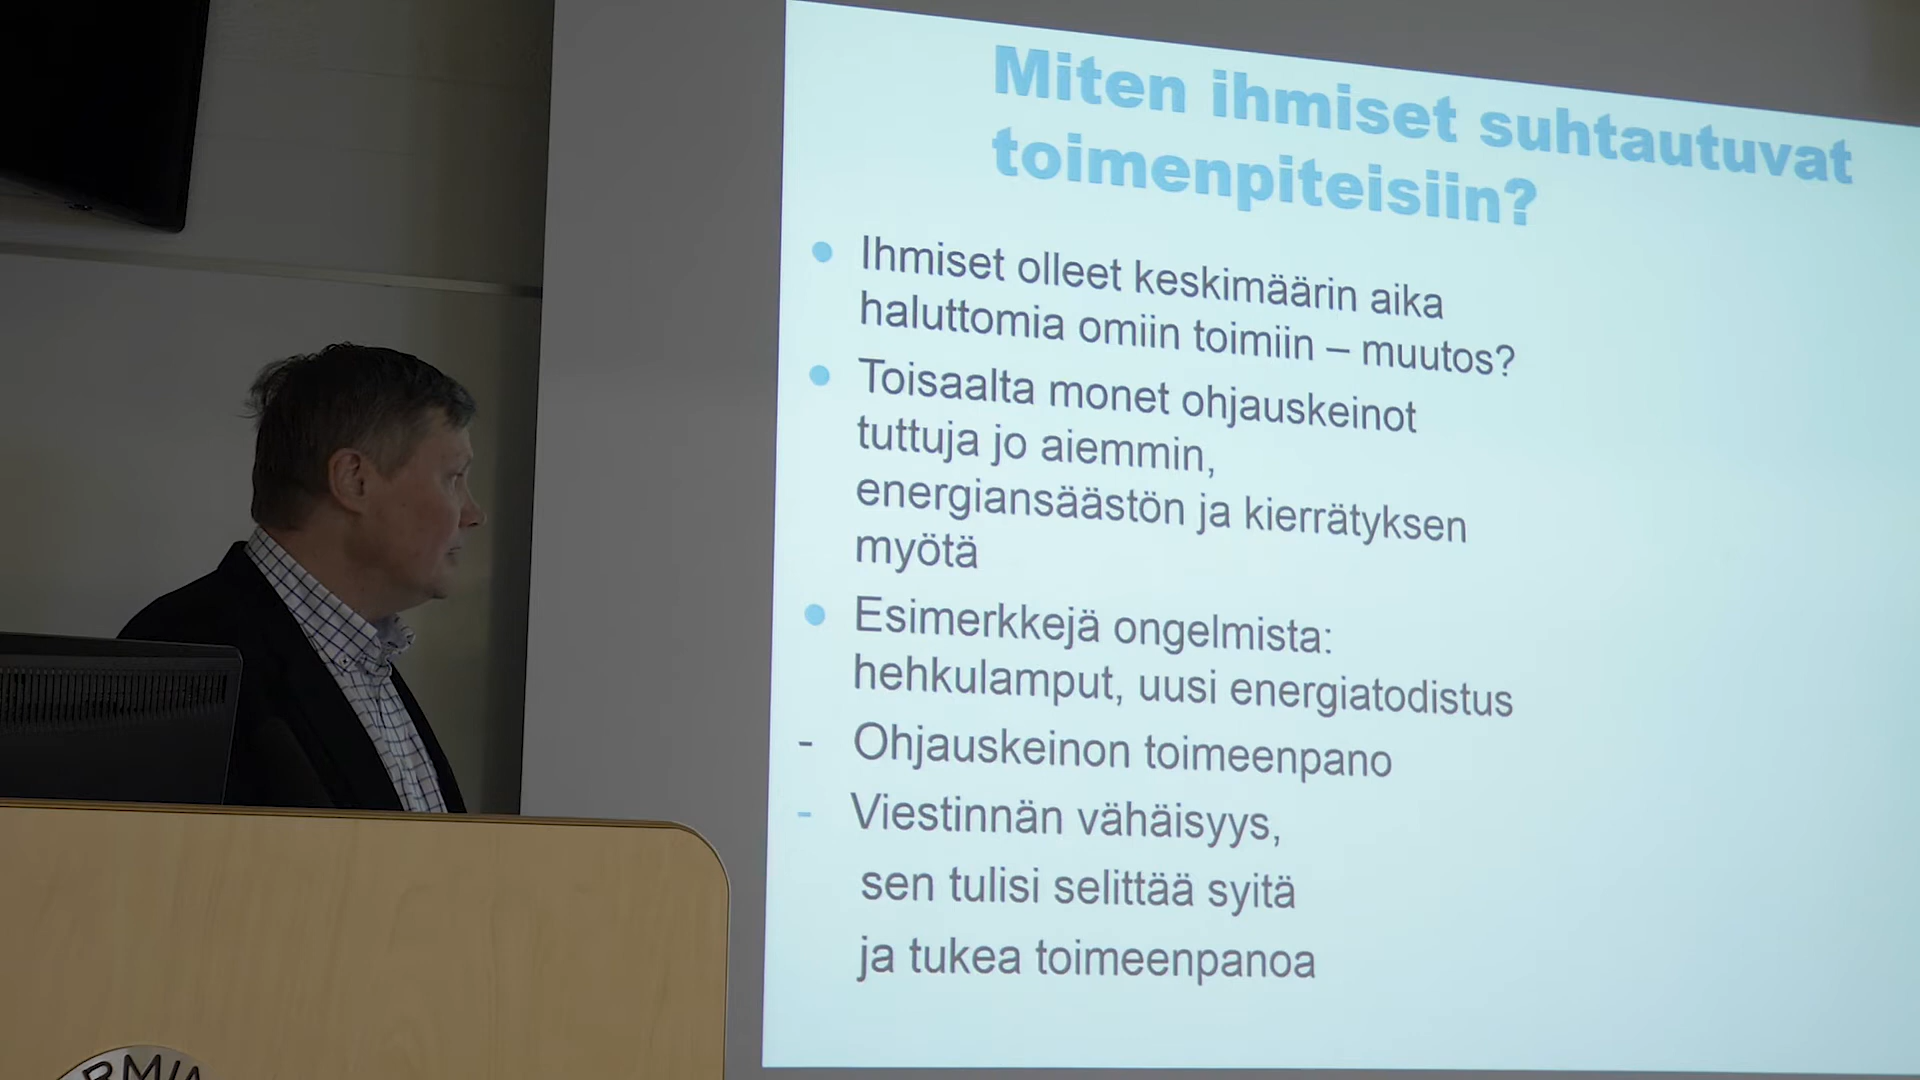 Miten ihmiset suhtautuvat
toimenpiteisiin?
● Ihmiset olleet keskimäärin aika
haluttomia omiin toimiin – muutos?
● Toisaalta monet ohjauskeinot
tuttuja jo aiemmin,
energiansäästön ja kierrätyksen
myötä
● Esimerkkejä ongelmista:
hehkulamput, uusi energiatodistus
- Ohjauskeinon toimeenpano
- Viestinnän vähäisyys,
sen tulisi selittää syitä
ja tukea toimeenpanoa